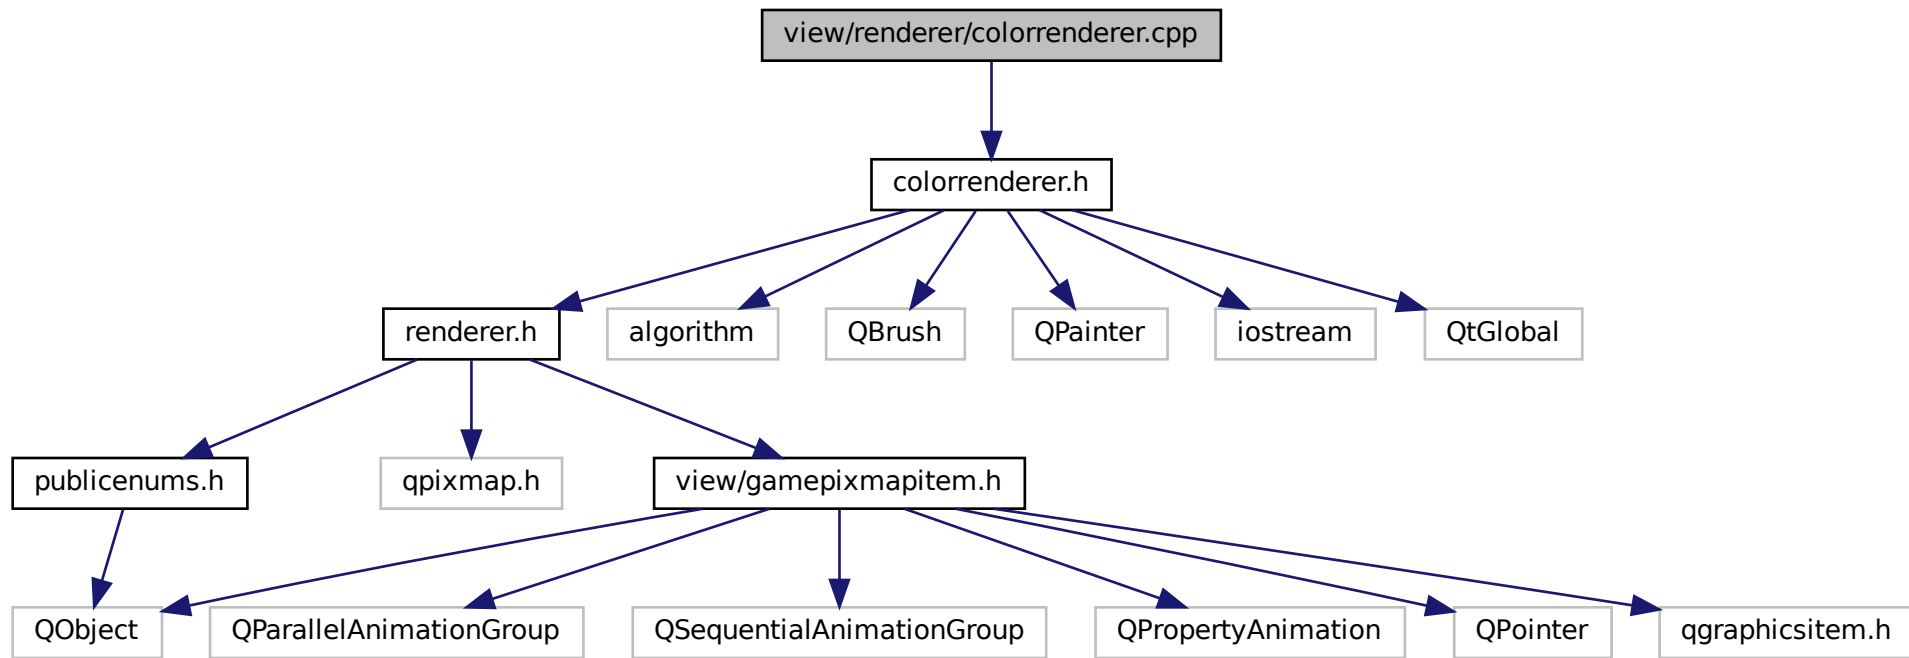 view/renderer/colorrenderer.cpp
colorrenderer.h
renderer.h
algorithm
QBrush
QPainter
iostream
QtGlobal
publicenums.h
qpixmap.h
view/gamepixmapitem.h
QObject
QParallelAnimationGroup
QSequentialAnimationGroup
QPropertyAnimation
QPointer
qgraphicsitem.h